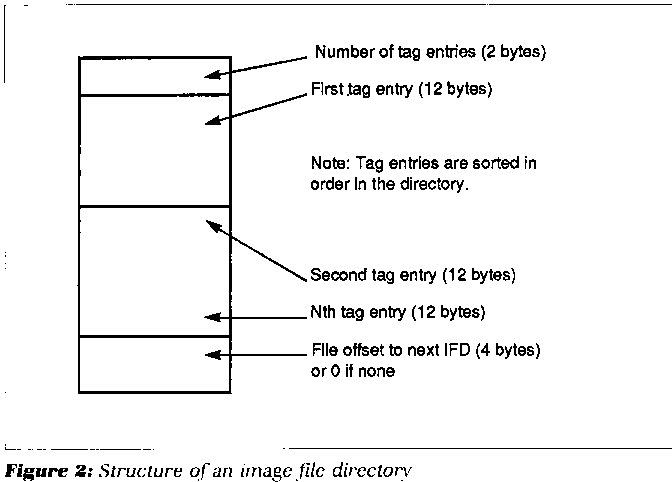 Number of tag entries (2 bytes)
First tag entry (12 bytes)
Note: Tag entries are sorted in
order in the directory.
Second tag entry (12 bytes)
Nth tag entry (12 bytes)
File offset to next IFD (4 bytes)
or 0 if none
Figure 2: Structure of an image file directory